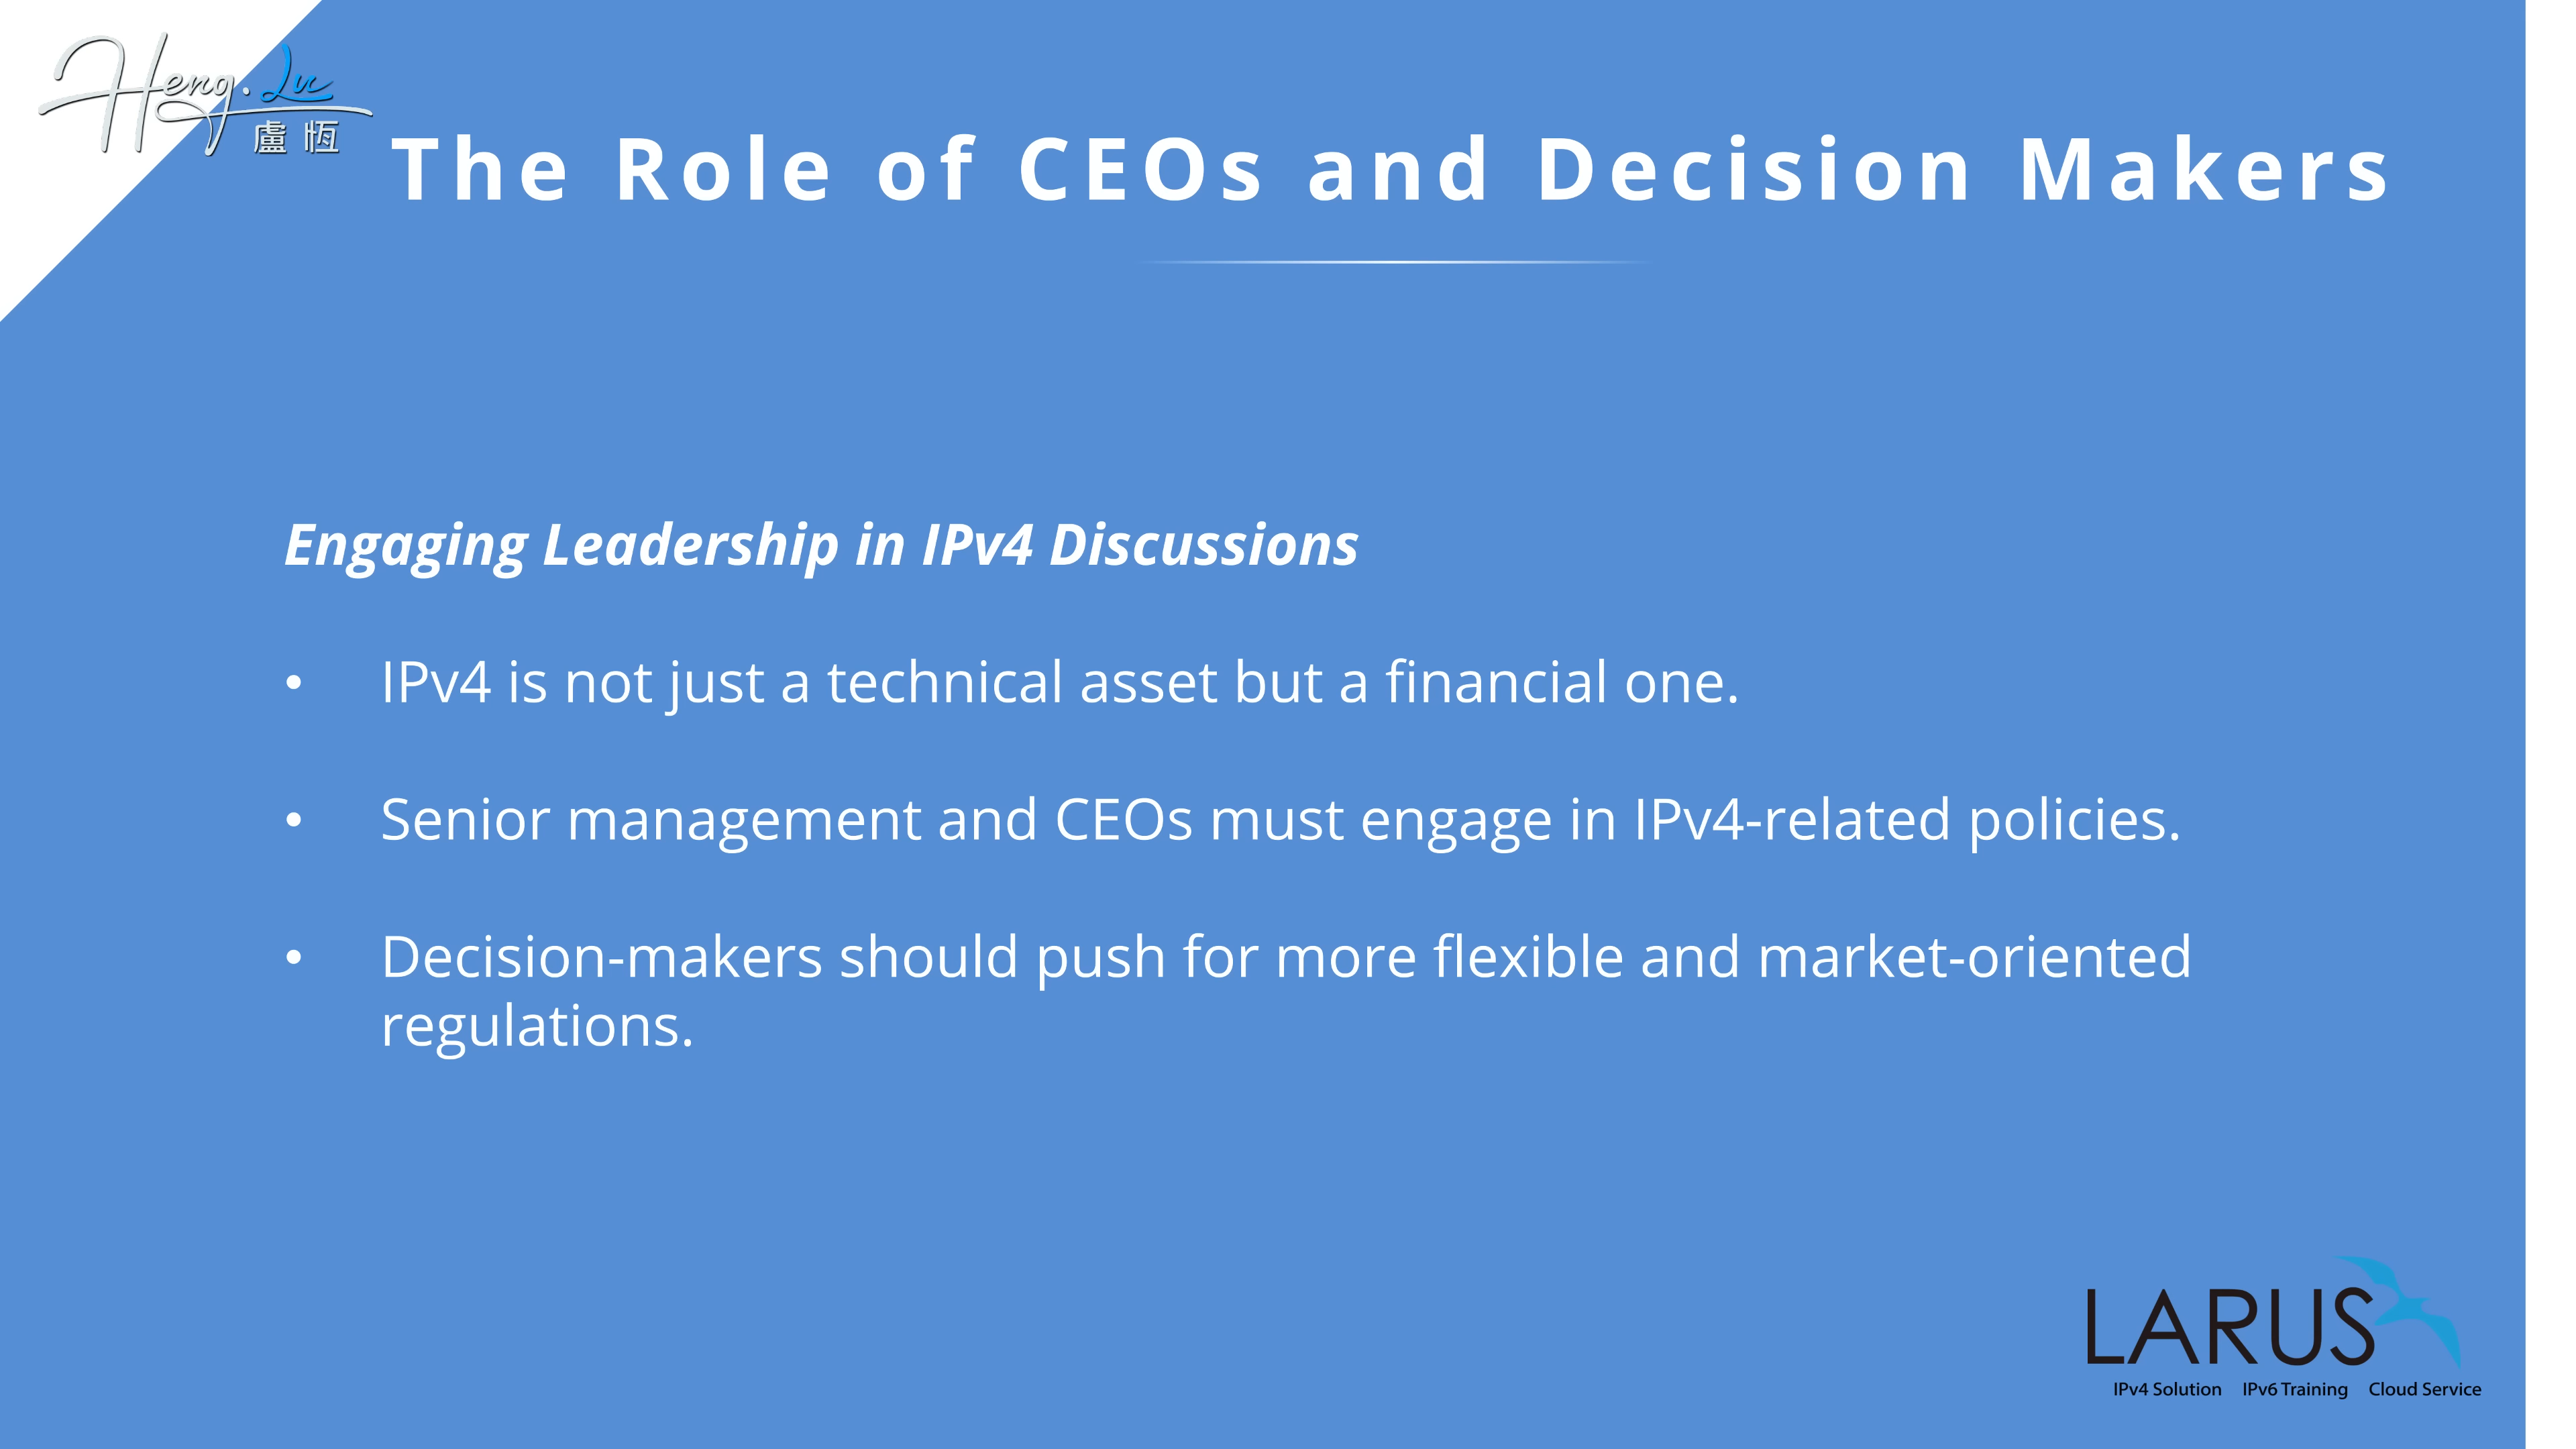 Heng.Lu
盧恆
The Role of CEOs and Decision Makers
Engaging Leadership in IPv4 Discussions
• IPv4 is not just a technical asset but a financial one.
• Senior management and CEOs must engage in IPv4-related policies.
• Decision-makers should push for more flexible and market-oriented
regulations.
LARUS
IPv4 Solution IPv6 Training Cloud Service